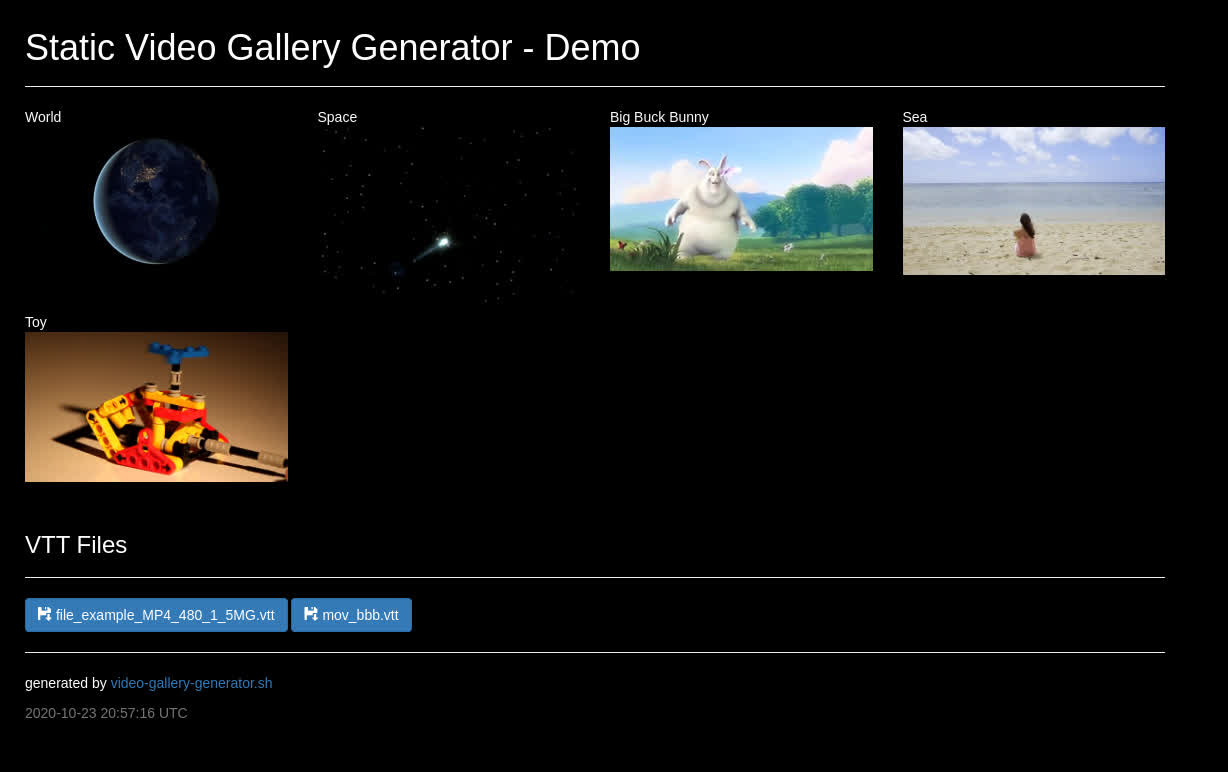 Static Video Gallery Generator - Demo
World
Space
Big Buck Bunny
Sea
Toy
VTT Files
file_example_MP4_480_1_5MG.vtt
mov_bbb.vtt
generated by video-gallery-generator.sh
2020-10-23 20:57:16 UTC